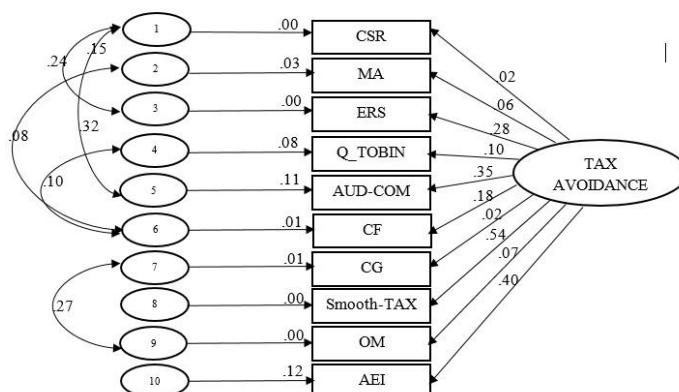 1 .00 CSR
.15
.24 .02
2 .03 MA
.06
3 .00 ERS
.28
.08 .32 4 .08 Q_TOBIN .10
TAX
AVOIDANCE
.35
.10 5 .11 AUD-COM
.18
6 .01 CF
.02
7 .01 CG .54
.07
.27 8 .00 Smooth-TAX .40
9 .00 OM
10 .12 AEI